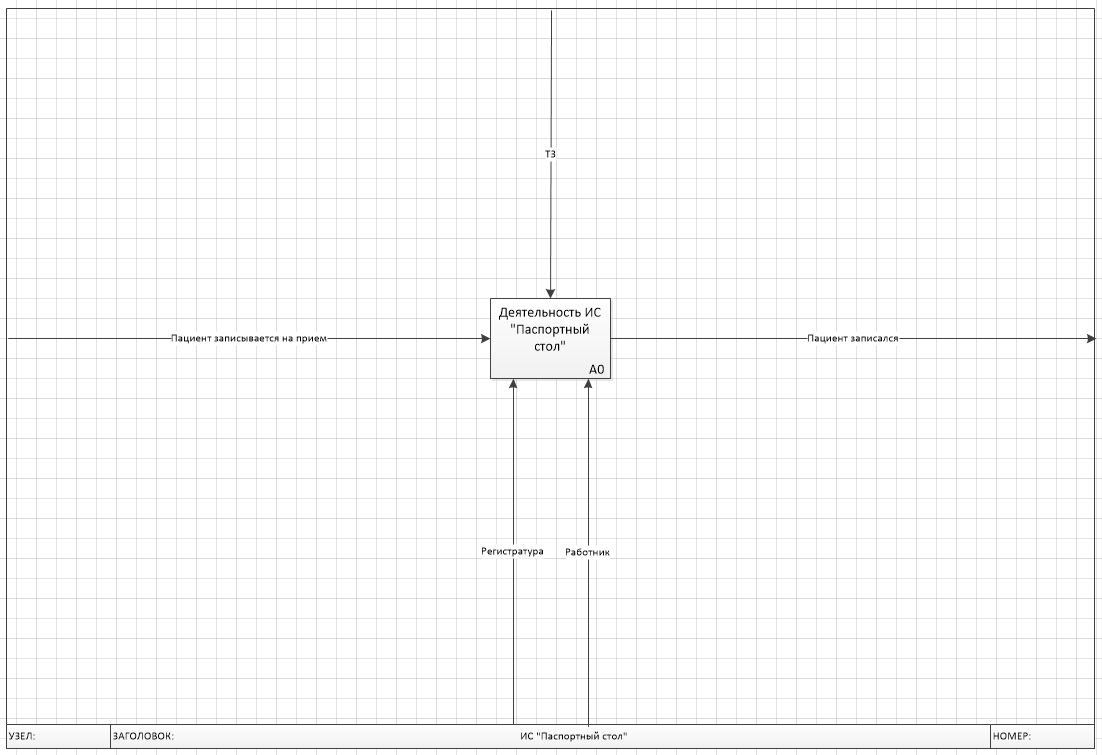 ТЗ
Деятельность ИС
"Паспортный
стол"
A0
Пациент записывается на прием
Пациент записался
Регистратура
Работник
УЗЕЛ:
ЗАГОЛОВОК:
ИС "Паспортный стол"
НОМЕР: